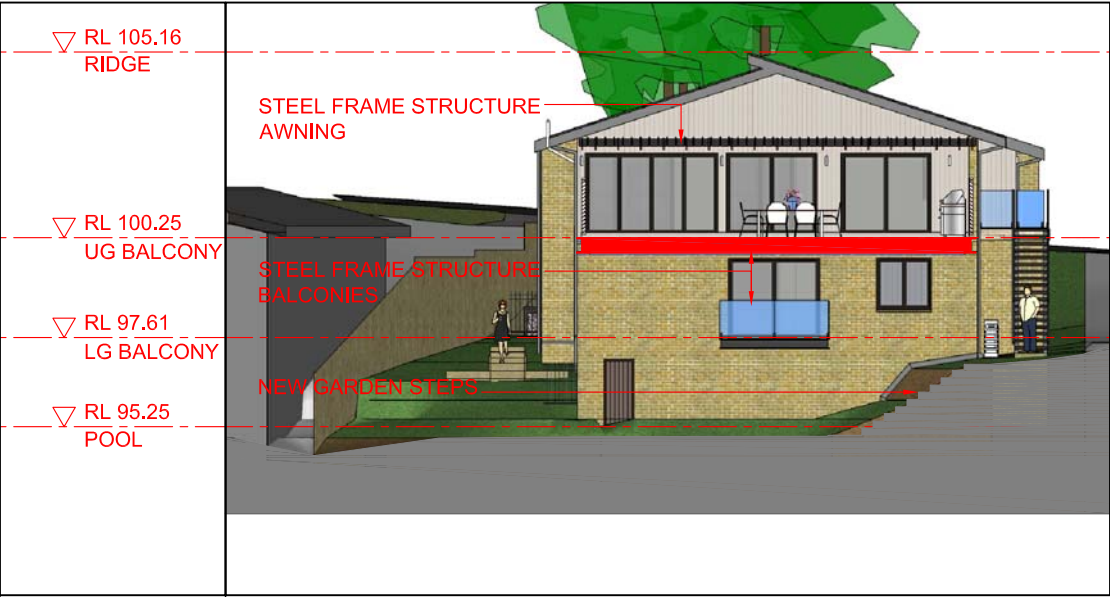 RL 105.16
RIDGE
STEEL FRAME STRUCTURE
AWNING
RL 100.25
UG BALCONY
STEEL FRAME STRUCTURE
BALCONIES
RL 97.61
LG BALCONY
NEW GARDEN STEPS
RL 95.25
POOL